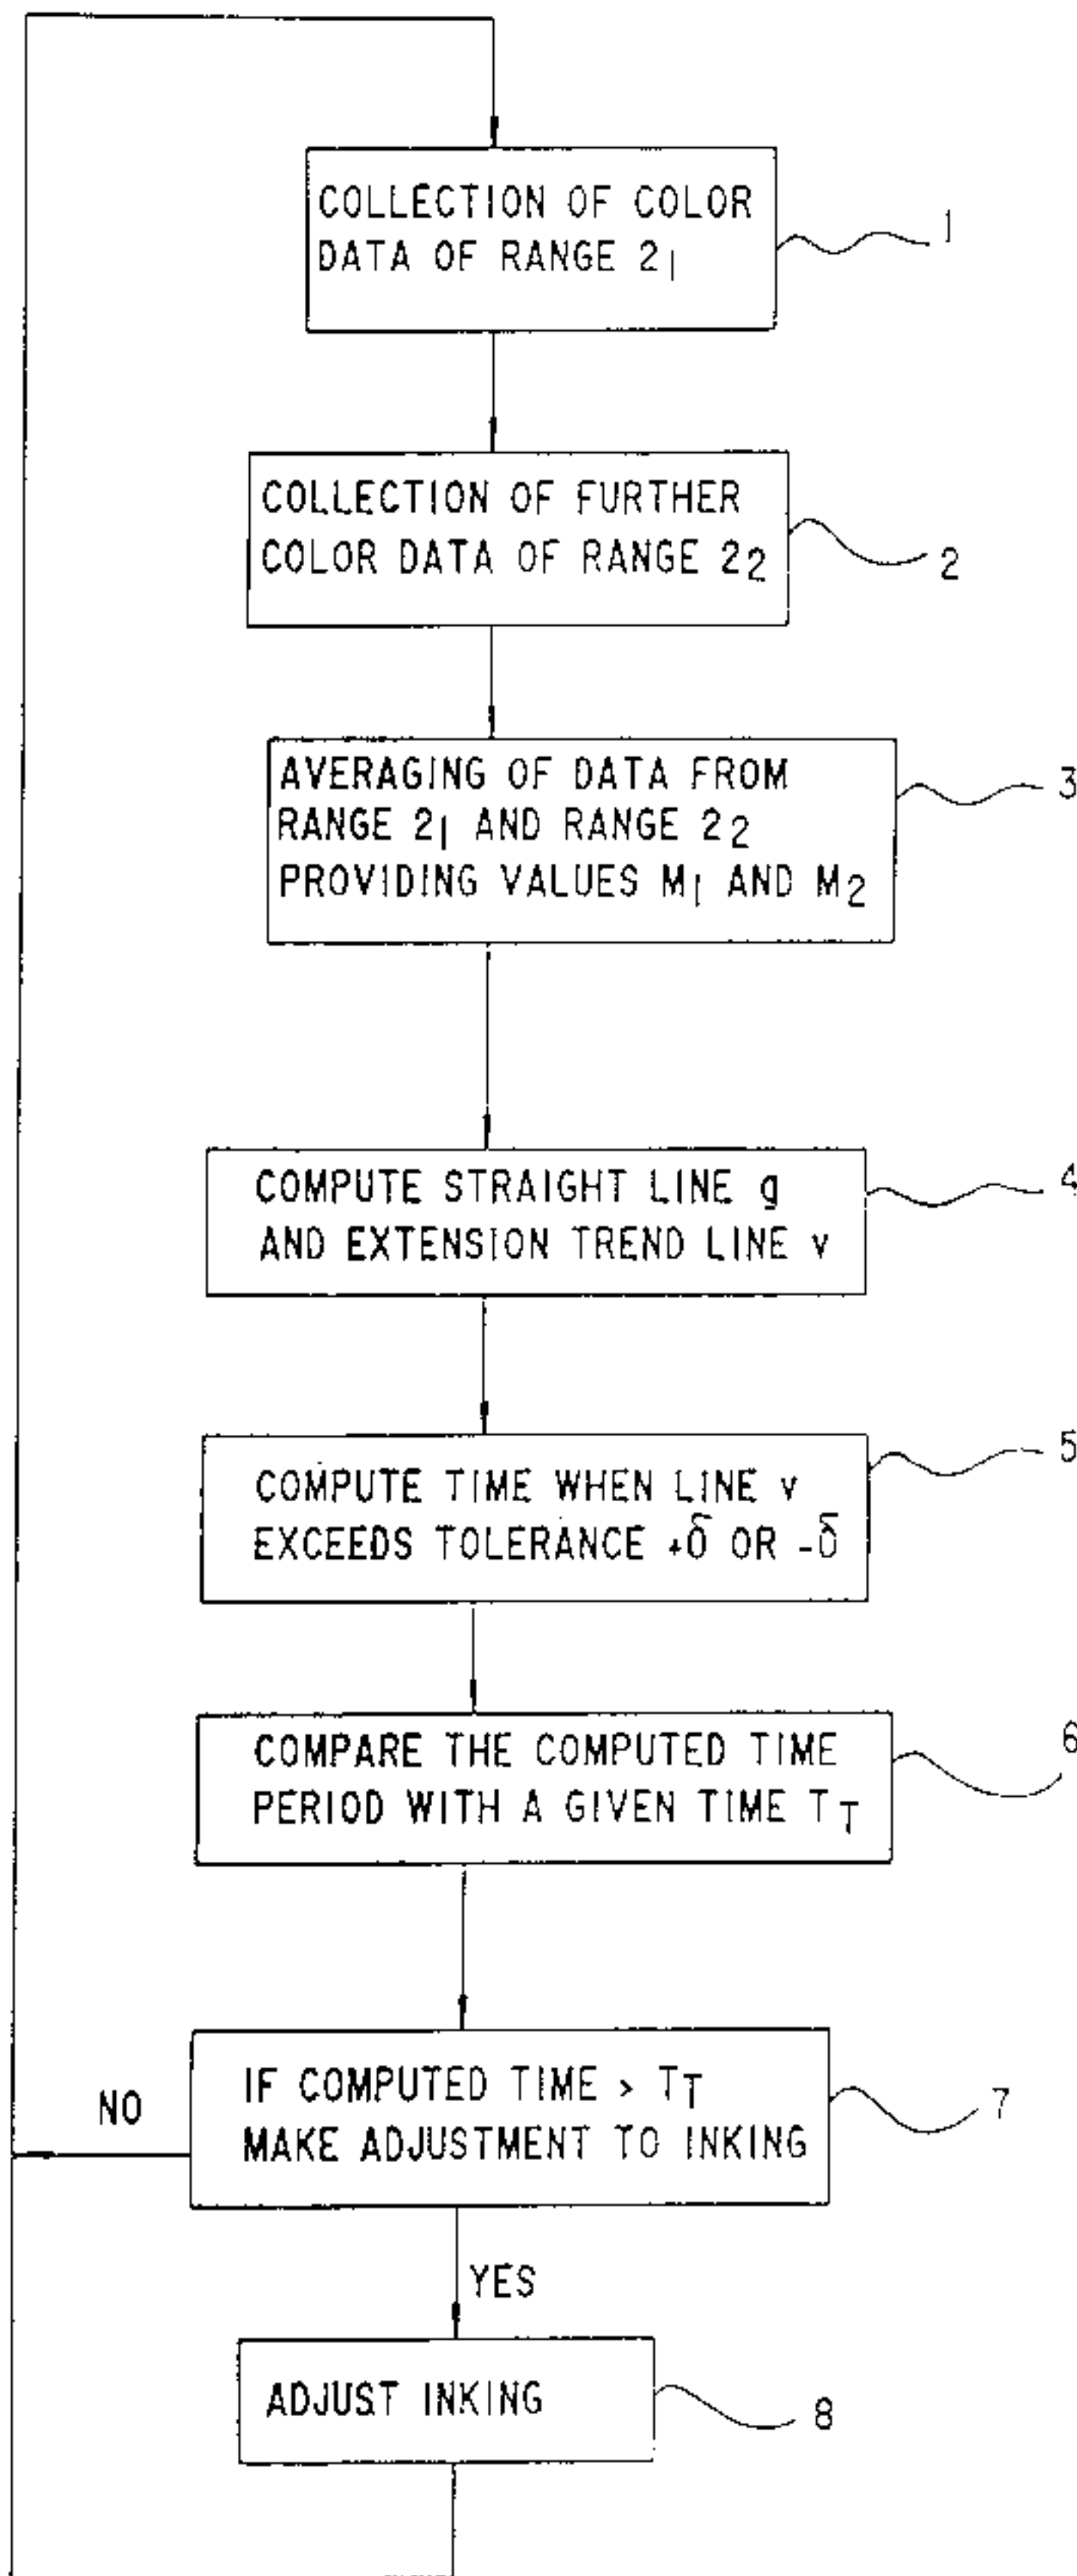 COLLECTION OF COLOR
DATA OF RANGE 2₁
1
COLLECTION OF FURTHER
COLOR DATA OF RANGE 2₂
2
AVERAGING OF DATA FROM
RANGE 2₁ AND RANGE 2₂
PROVIDING VALUES M₁ AND M₂
3
COMPUTE STRAIGHT LINE g
AND EXTENSION TREND LINE v
4
COMPUTE TIME WHEN LINE v
EXCEEDS TOLERANCE +δ OR -δ
5
COMPARE THE COMPUTED TIME
PERIOD WITH A GIVEN TIME T_T
6
IF COMPUTED TIME > T_T
MAKE ADJUSTMENT TO INKING
7
NO
YES
ADJUST INKING
8